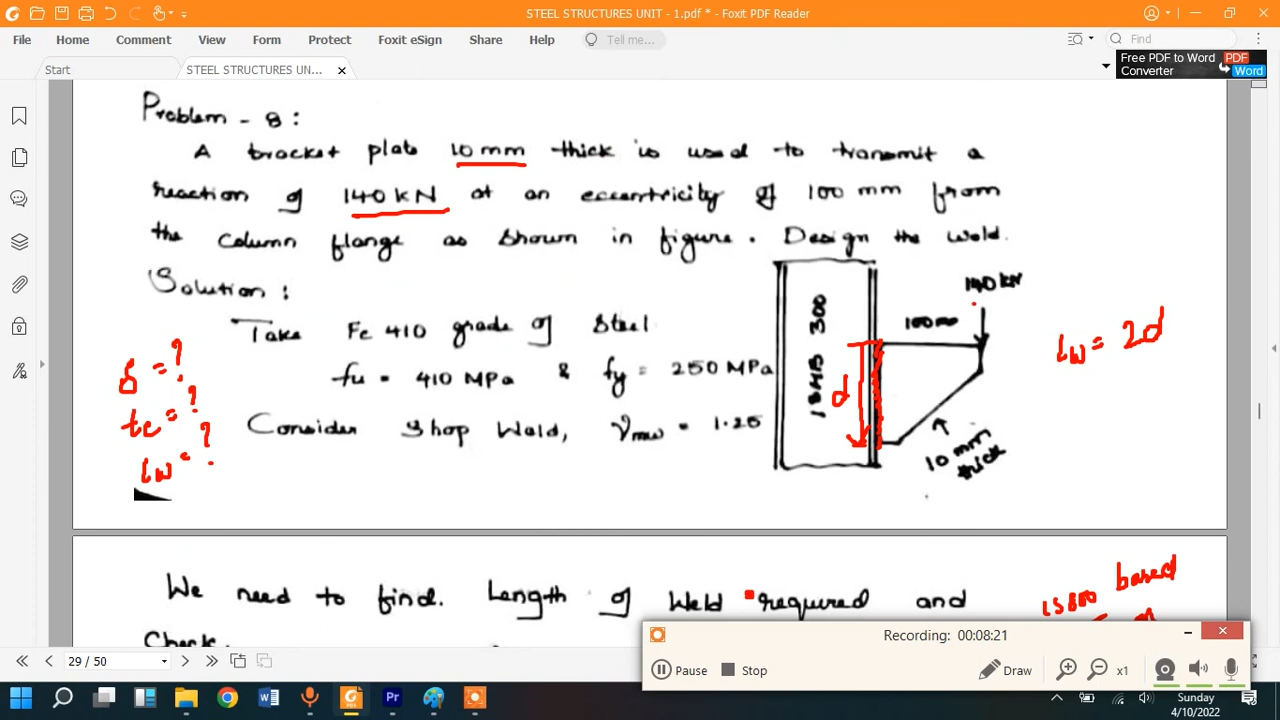 STEEL STRUCTURES UNIT - 1.pdf * - Foxit PDF Reader
File Home Comment View Form Protect Foxit eSign Share Help Tell me... Find
Start STEEL STRUCTURES UN... Free PDF to Word Converter PDF Word
Problem - 8 :
A bracket plate 10 mm thick is used to transmit a
reaction of 140 kN at an eccentricity of 100 mm from
the column flange as shown in figure. Design the weld.
Solution :
140 kN
Take Fe 410 grade of Steel
100 mm
ISHB 300
lw = 2d
S = ?
fu = 410 MPa & fy = 250 MPa
d
te = ?
Consider Shop Weld, γmw = 1.25
10 mm
thick
lw = ?
We need to find. Length of Weld required and
based
IS 800
Check.
Recording: 00:08:21
Pause Stop Draw x1
29 / 50
Sunday
4/10/2022